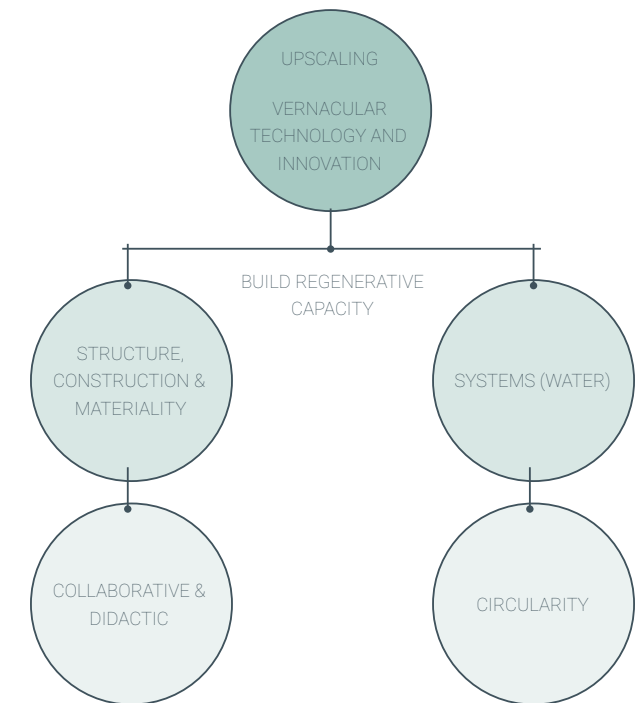 UPSCALING
VERNACULAR
TECHNOLOGY AND
INNOVATION
BUILD REGENERATIVE
CAPACITY
STRUCTURE,
CONSTRUCTION &
MATERIALITY
SYSTEMS (WATER)
COLLABORATIVE &
DIDACTIC
CIRCULARITY